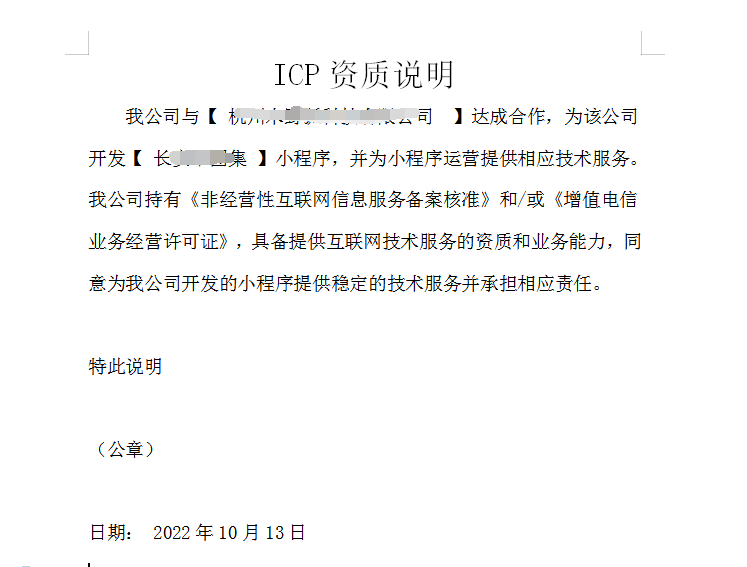 ICP 资质说明
我公司与【 杭州 有限公司 】达成合作，为该公司
开发【 长 集 】小程序，并为小程序运营提供相应技术服务。
我公司持有《非经营性互联网信息服务备案核准》和/或《增值电信
业务经营许可证》，具备提供互联网技术服务的资质和业务能力，同
意为我公司开发的小程序提供稳定的技术服务并承担相应责任。
特此说明
（公章）
日期： 2022 年 10 月 13 日